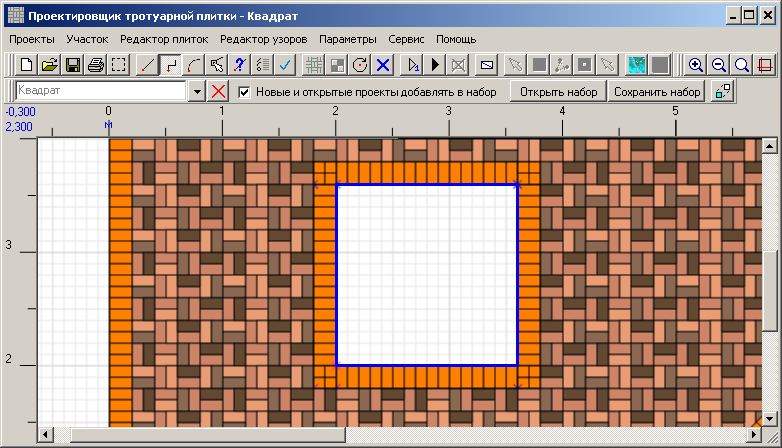 Проектировщик тротуарной плитки - Квадрат
Проекты Участок Редактор плиток Редактор узоров Параметры Сервис Помощь
Квадрат Новые и открытые проекты добавлять в набор Открыть набор Сохранить набор
-0,300 0 1 2 3 4 5
2,300 М
3
2